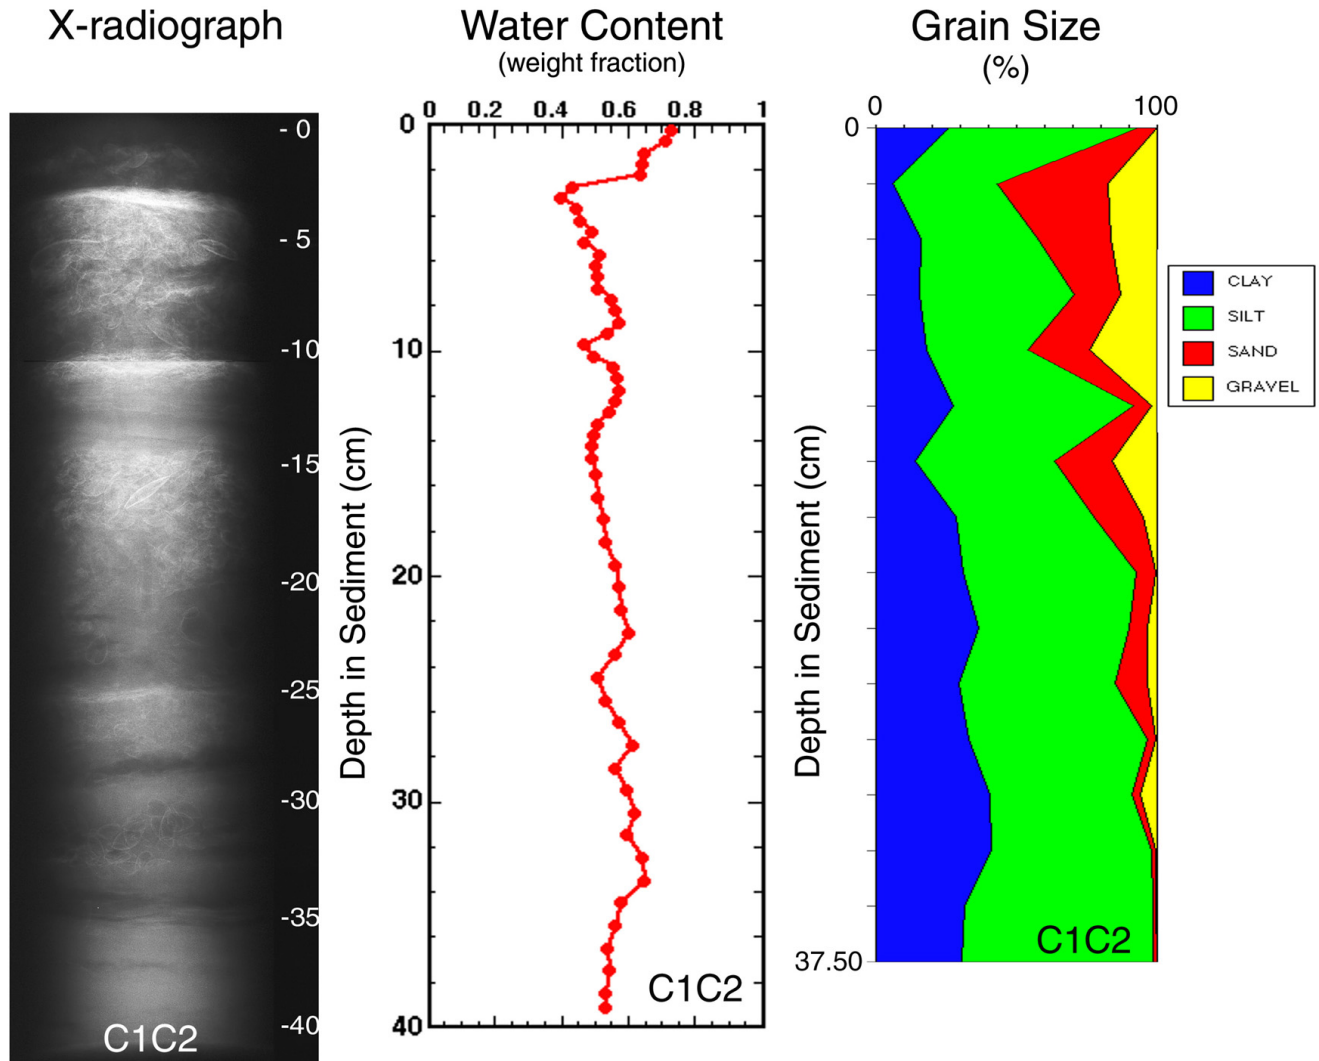 X-radiograph
Water Content
(weight fraction)
Grain Size
(%)
- 0
- 5
-10
-15
-20
-25
-30
-35
-40
C1C2
0 0.2 0.4 0.6 0.8 1
0
10
20
30
40
Depth in Sediment (cm)
C1C2
0 100
0
37.50
Depth in Sediment (cm)
C1C2
CLAY
SILT
SAND
GRAVEL